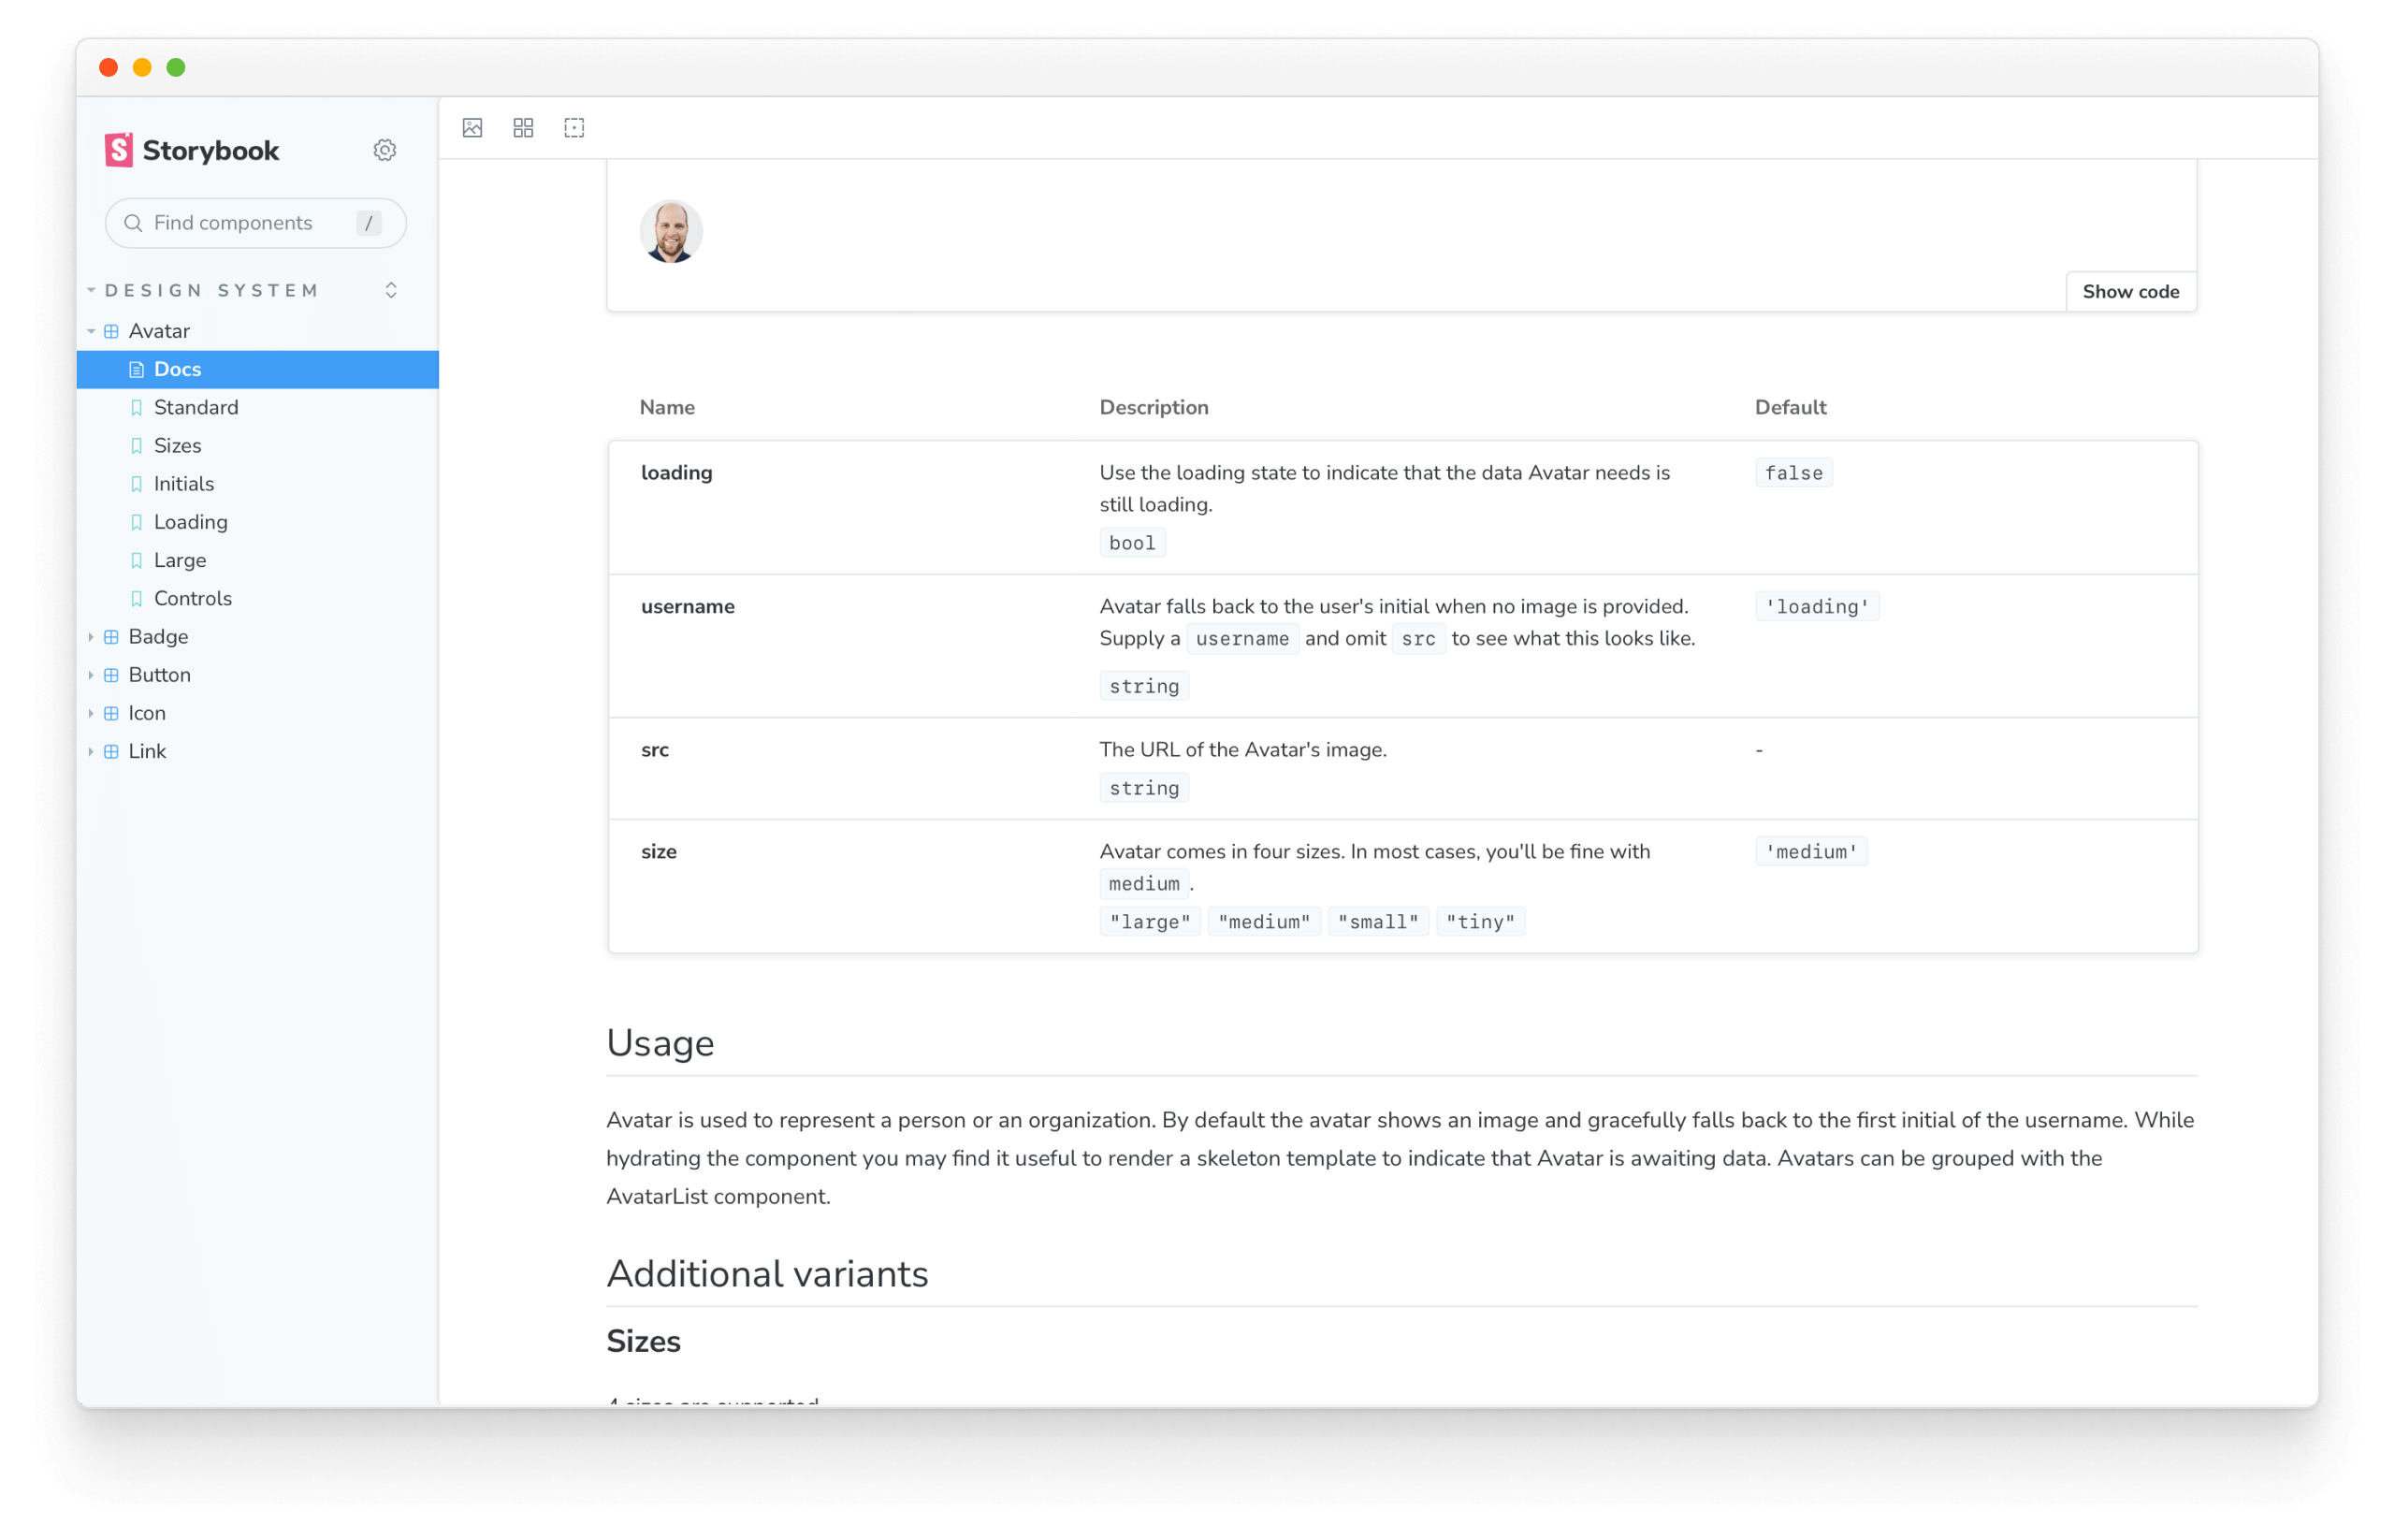 Storybook
Find components /
DESIGN SYSTEM
Avatar
Docs
Standard
Sizes
Initials
Loading
Large
Controls
Badge
Button
Icon
Link
Show code
Name Description Default
loading
Use the loading state to indicate that the data Avatar needs is
still loading.
bool
false
username
Avatar falls back to the user's initial when no image is provided.
Supply a username and omit src to see what this looks like.
string
'loading'
src
The URL of the Avatar's image.
string
-
size
Avatar comes in four sizes. In most cases, you'll be fine with
medium .
"large" "medium" "small" "tiny"
'medium'
Usage
Avatar is used to represent a person or an organization. By default the avatar shows an image and gracefully falls back to the first initial of the username. While
hydrating the component you may find it useful to render a skeleton template to indicate that Avatar is awaiting data. Avatars can be grouped with the
AvatarList component.
Additional variants
Sizes
4 sizes are supported